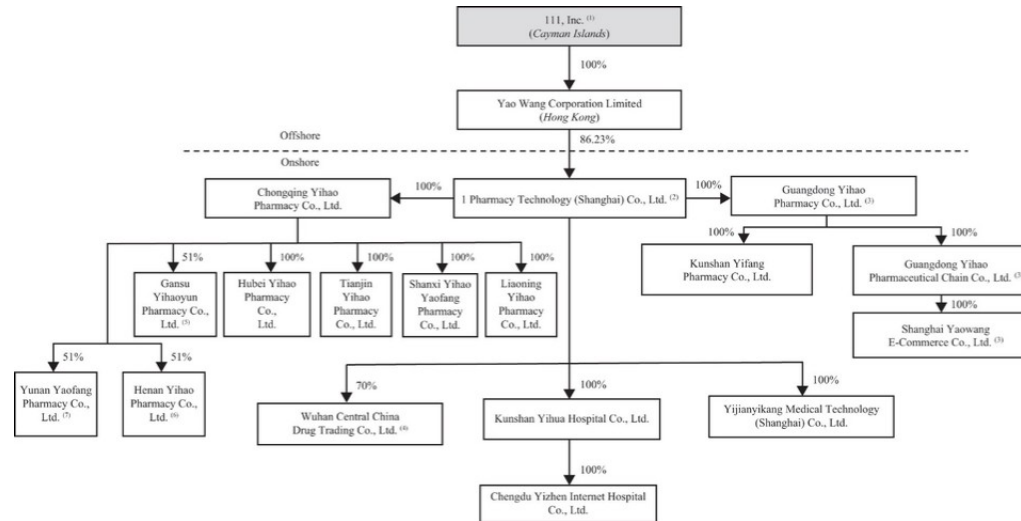 111, Inc. (1)
(Cayman Islands)
100%
Yao Wang Corporation Limited
(Hong Kong)
Offshore
86.23%
Onshore
Chongqing Yihao
Pharmacy Co., Ltd.
100%
1 Pharmacy Technology (Shanghai) Co., Ltd. (2)
100%
Guangdong Yihao
Pharmacy Co., Ltd. (3)
51%
Gansu
Yihaoyun
Pharmacy Co.,
Ltd. (5)
100%
Hubei Yihao
Pharmacy
Co.,
Ltd.
100%
Tianjin
Yihao
Pharmacy
Co., Ltd.
100%
Shanxi Yihao
Yaofang
Pharmacy
Co., Ltd.
100%
Liaoning
Yihao
Pharmacy
Co., Ltd.
100%
Kunshan Yifang
Pharmacy Co., Ltd.
100%
Guangdong Yihao
Pharmaceutical Chain Co., Ltd. (3
100%
Shanghai Yaowang
E-Commerce Co., Ltd. (3)
51%
Yunan Yaofang
Pharmacy Co.,
Ltd. (7)
51%
Henan Yihao
Pharmacy Co.,
Ltd. (6)
70%
Wuhan Central China
Drug Trading Co., Ltd. (4)
100%
Kunshan Yihua Hospital Co., Ltd.
100%
Yijianyikang Medical Technology
(Shanghai) Co., Ltd.
100%
Chengdu Yizhen Internet Hospital
Co., Ltd.